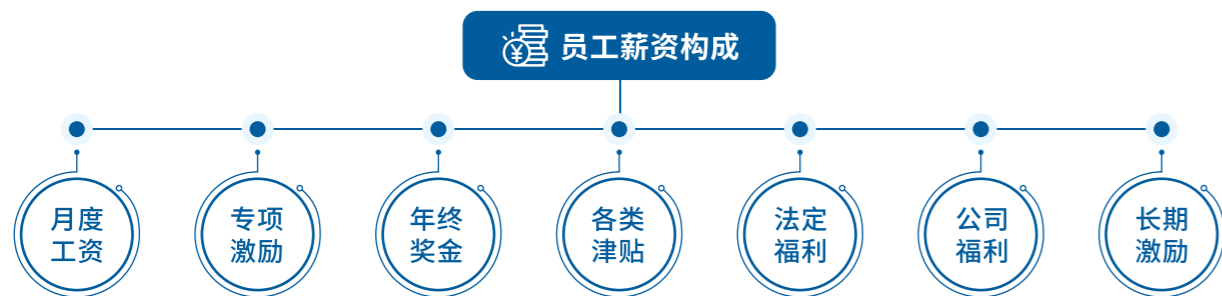 员工薪资构成
月度
工资
专项
激励
年终
奖金
各类
津贴
法定
福利
公司
福利
长期
激励